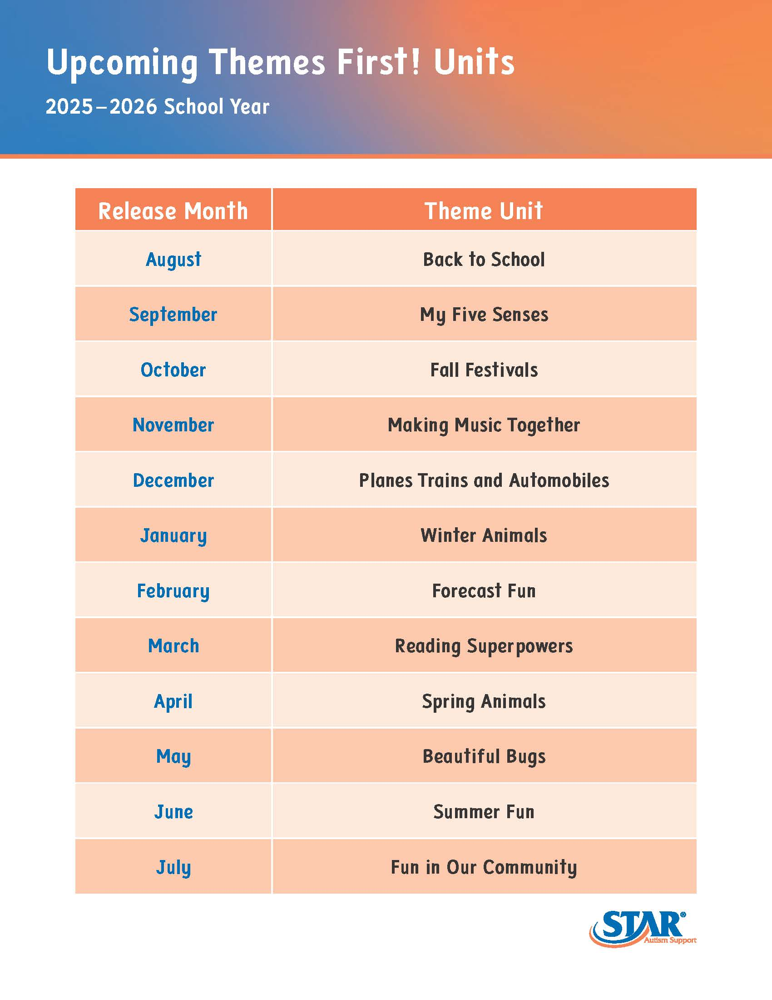 Upcoming Themes First! Units
2025–2026 School Year
Release Month Theme Unit
August Back to School
September My Five Senses
October Fall Festivals
November Making Music Together
December Planes Trains and Automobiles
January Winter Animals
February Forecast Fun
March Reading Superpowers
April Spring Animals
May Beautiful Bugs
June Summer Fun
July Fun in Our Community
STAR®
Autism Support